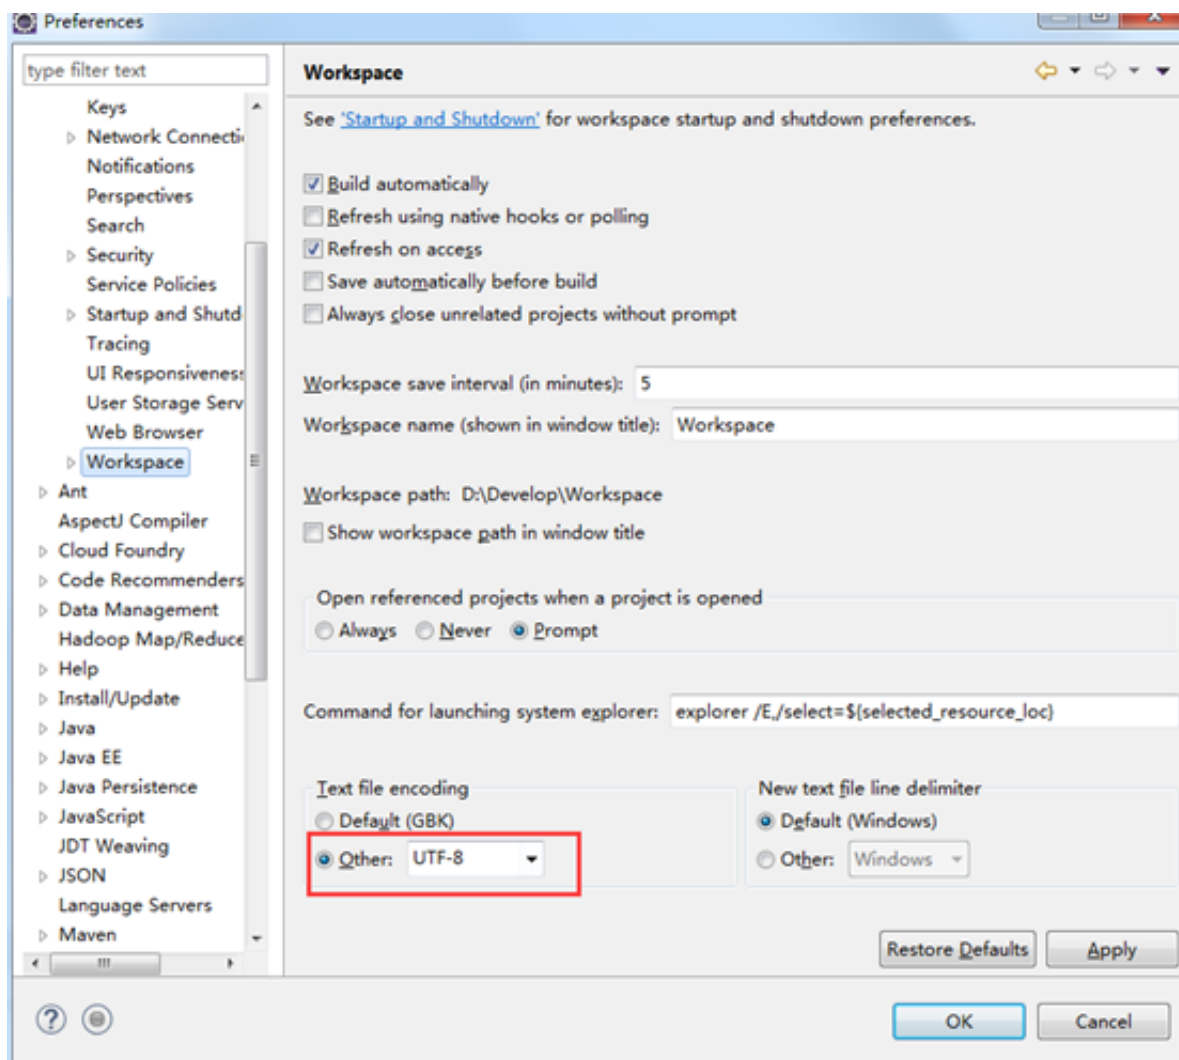 Preferences
type filter text
Keys
Network Connecti
Notifications
Perspectives
Search
Security
Service Policies
Startup and Shutd
Tracing
UI Responsiveness
User Storage Serv
Web Browser
Workspace
Ant
AspectJ Compiler
Cloud Foundry
Code Recommenders
Data Management
Hadoop Map/Reduce
Help
Install/Update
Java
Java EE
Java Persistence
JavaScript
JDT Weaving
JSON
Language Servers
Maven
Workspace
See 'Startup and Shutdown' for workspace startup and shutdown preferences.
Build automatically
Refresh using native hooks or polling
Refresh on access
Save automatically before build
Always close unrelated projects without prompt
Workspace save interval (in minutes): 5
Workspace name (shown in window title): Workspace
Workspace path: D:\Develop\Workspace
Show workspace path in window title
Open referenced projects when a project is opened
Always Never Prompt
Command for launching system explorer: explorer /E,/select=${selected_resource_loc}
Text file encoding
Default (GBK)
Other: UTF-8
New text file line delimiter
Default (Windows)
Other: Windows
Restore Defaults Apply
OK Cancel